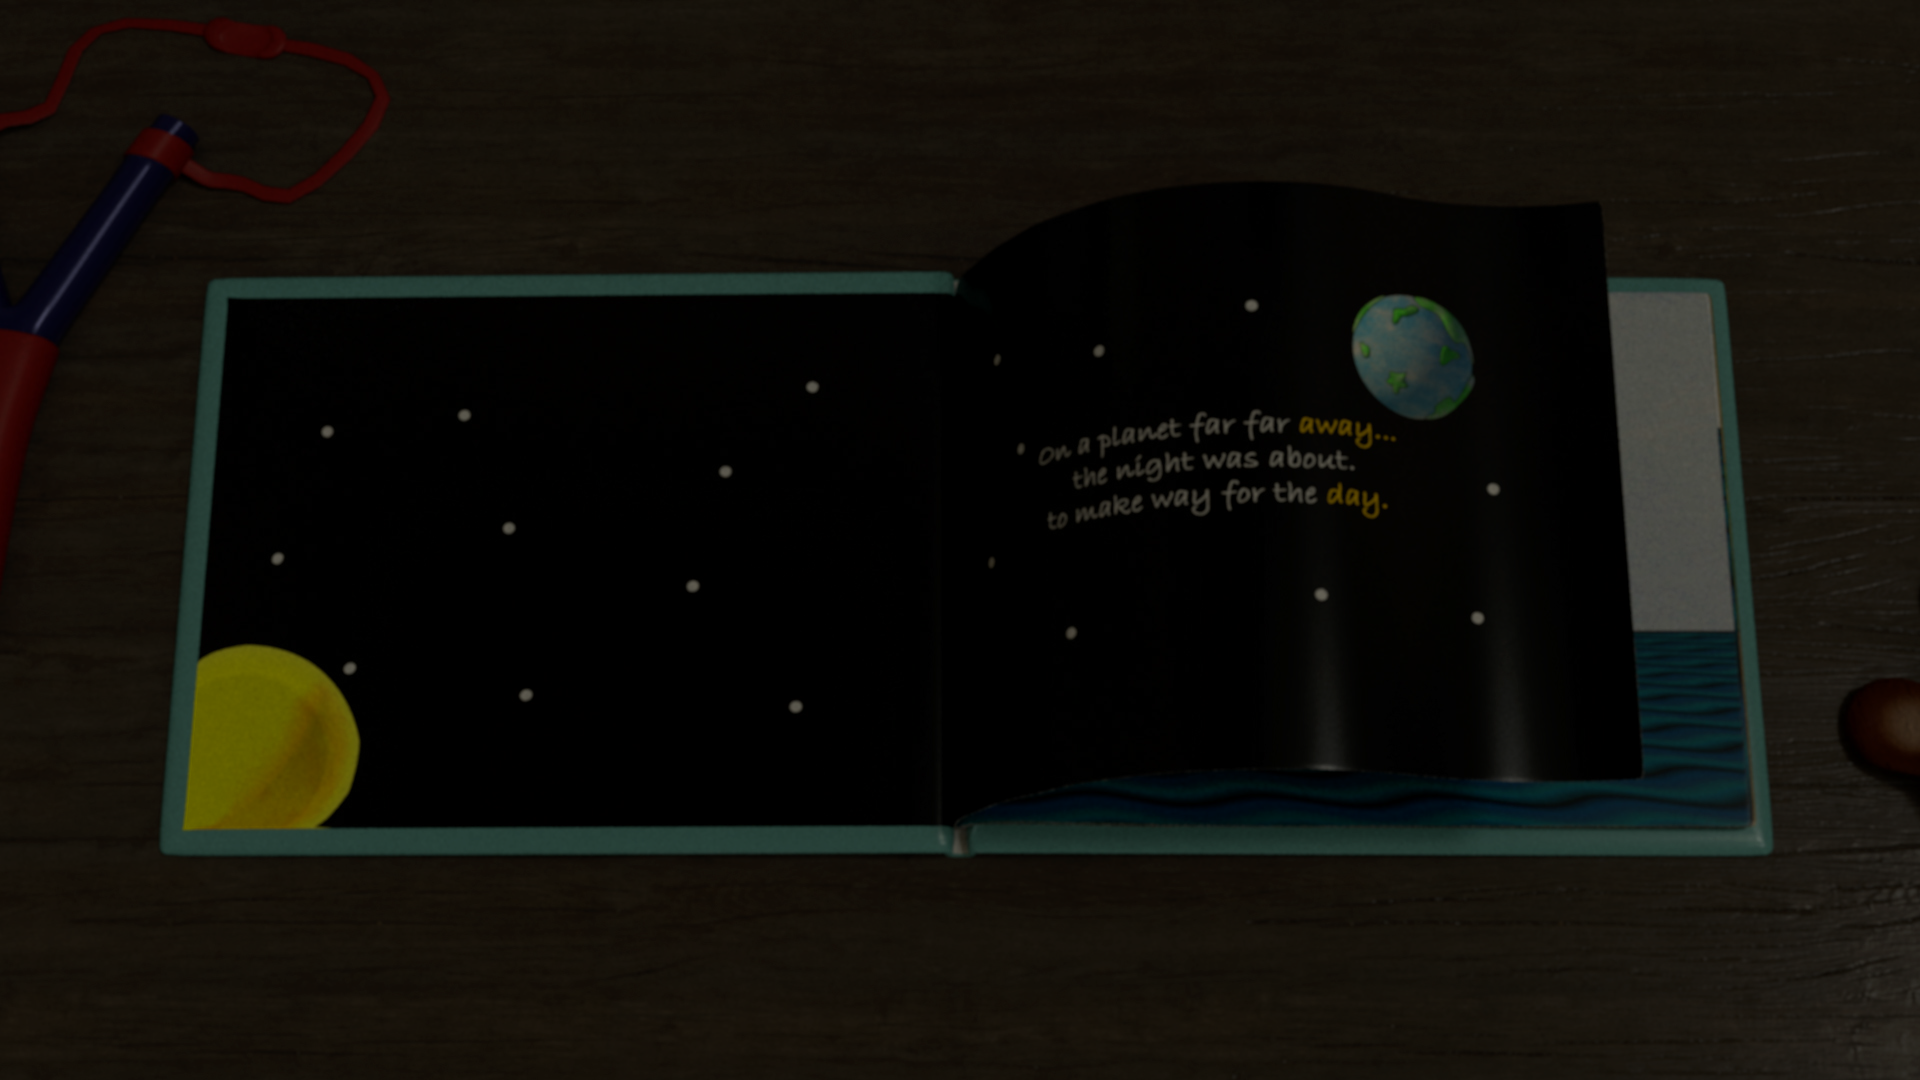 On a planet far far away...
the night was about.
to make way for the day.